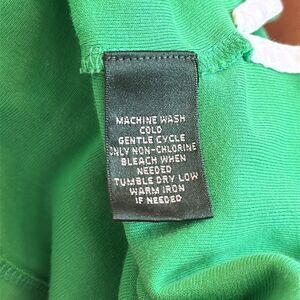 MACHINE WASH
COLD
GENTLE CYCLE
ONLY NON-CHLORINE
BLEACH WHEN
NEEDED
TUMBLE DRY LOW
WARM IRON
IF NEEDED